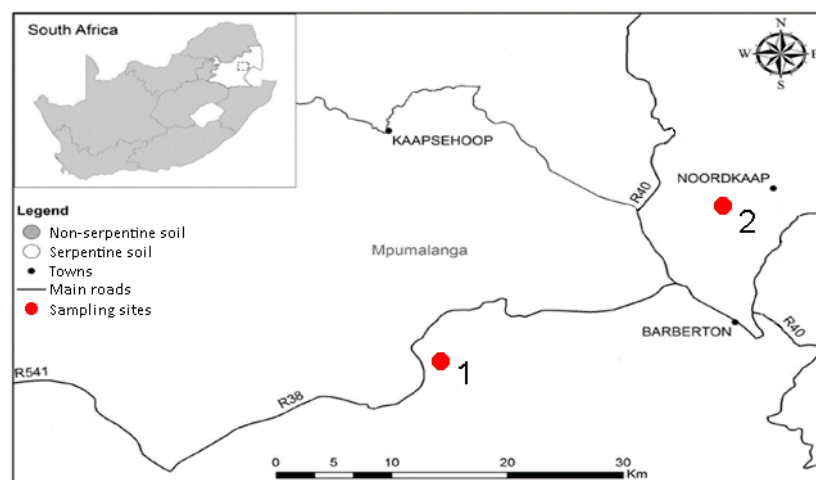 South Africa
N
W
E
S
KAAPSEHOOP
NOORDKAAP
R40
2
Legend
Non-serpentine soil
Serpentine soil
Towns
Main roads
Sampling sites
Mpumalanga
BARBERTON
R40
1
R541
R38
0 5 10 20 30
Km